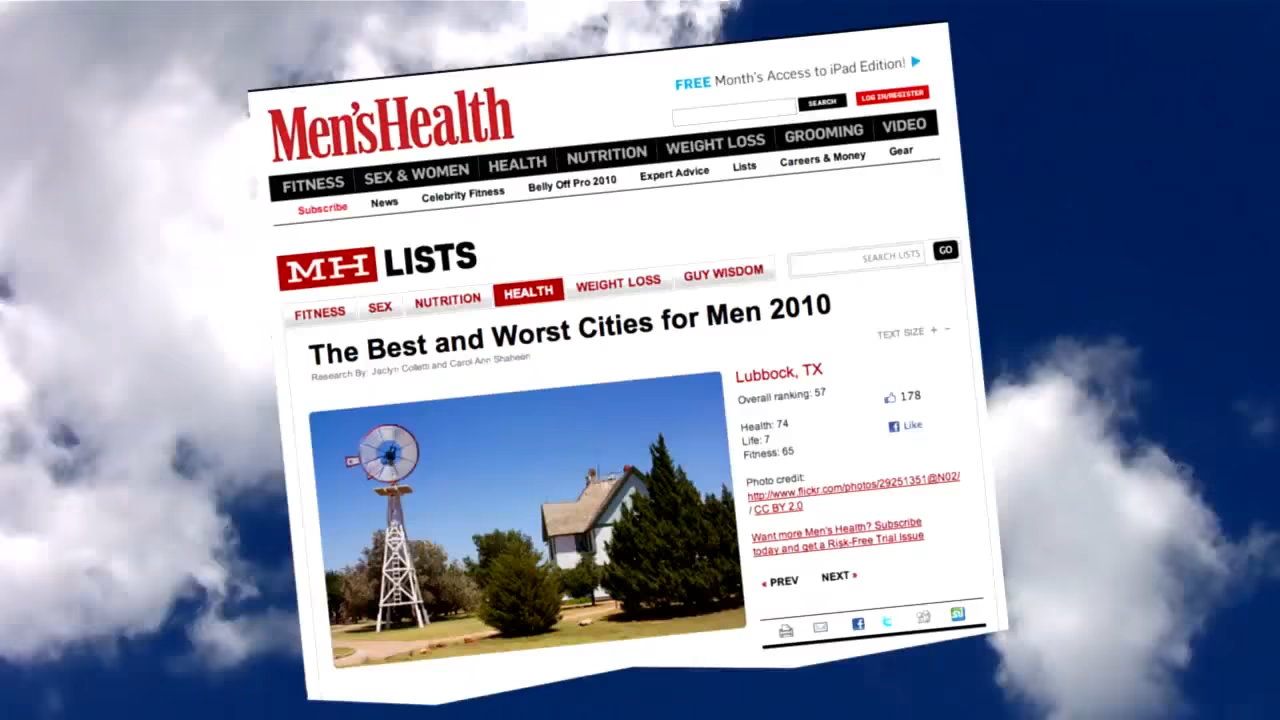 FREE Month's Access to iPad Edition!
Men'sHealth
SEARCH
LOG IN/REGISTER
FITNESS SEX & WOMEN HEALTH NUTRITION WEIGHT LOSS GROOMING VIDEO
Subscribe News Celebrity Fitness Belly Off Pro 2010 Expert Advice Lists Careers & Money Gear
MH LISTS
SEARCH LISTS GO
FITNESS SEX NUTRITION HEALTH WEIGHT LOSS GUY WISDOM
The Best and Worst Cities for Men 2010
Research By: Jaclyn Colletti and Carol Ann Shaheen
TEXT SIZE + -
Lubbock, TX
Overall ranking: 57
178
Health: 74
Life: 7
Fitness: 65
Like
Photo credit:
http://www.flickr.com/photos/29251351@N02/
/ CC BY 2.0
Want more Men's Health? Subscribe
today and get a Risk-Free Trial Issue
« PREV NEXT »